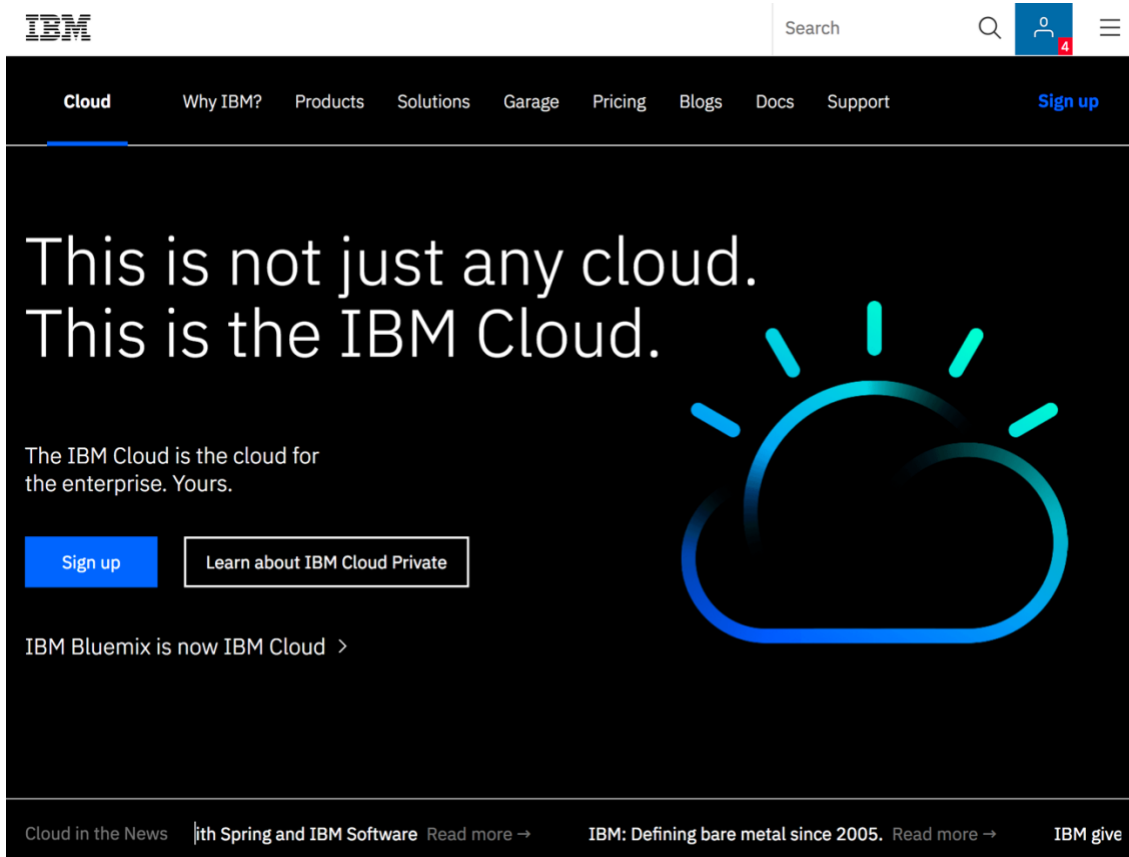 IBM
Search
4
Cloud Why IBM? Products Solutions Garage Pricing Blogs Docs Support Sign up
This is not just any cloud.
This is the IBM Cloud.
The IBM Cloud is the cloud for
the enterprise. Yours.
Sign up Learn about IBM Cloud Private
IBM Bluemix is now IBM Cloud >
Cloud in the News ith Spring and IBM Software Read more → IBM: Defining bare metal since 2005. Read more → IBM give